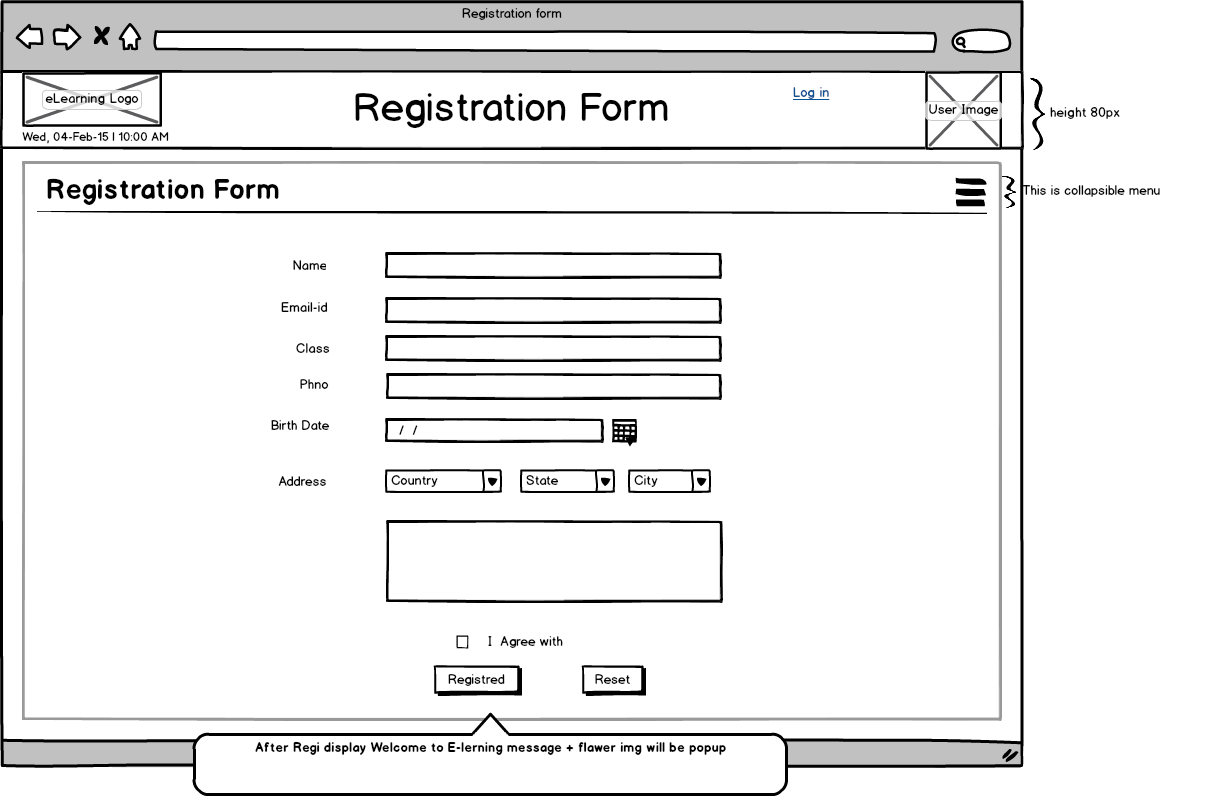 Registration form
eLearning Logo
Registration Form
Log in
User Image
height 80px
Wed, 04-Feb-15 I 10:00 AM
Registration Form
This is collapsible menu
Name
Email-id
Class
Phno
Birth Date
/ /
Address
Country
State
City
I Agree with
Registred
Reset
After Regi display Welcome to E-lerning message + flawer img will be popup